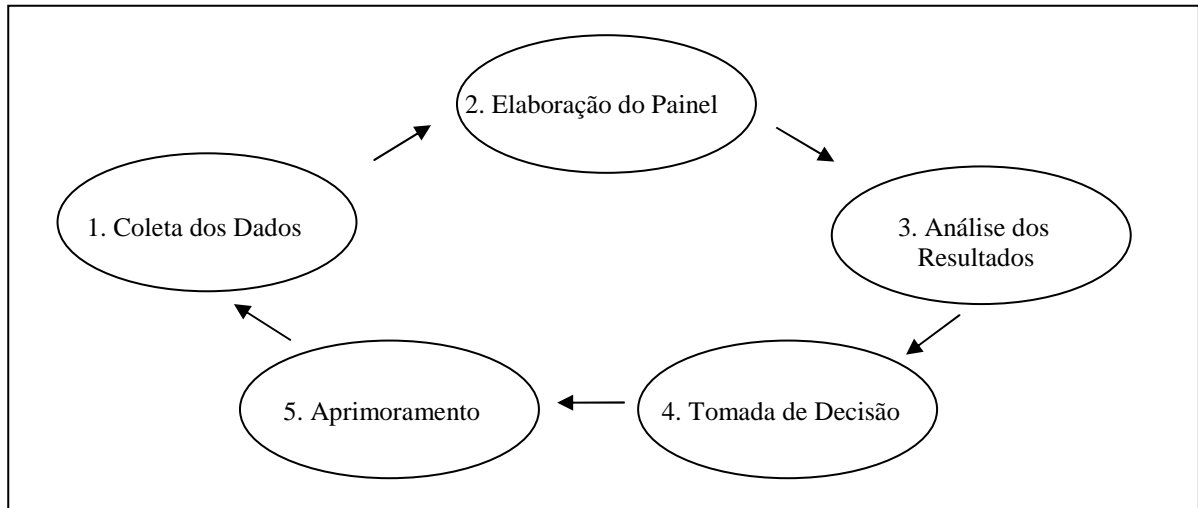 2. Elaboração do Painel
1. Coleta dos Dados
3. Análise dos
Resultados
5. Aprimoramento
4. Tomada de Decisão